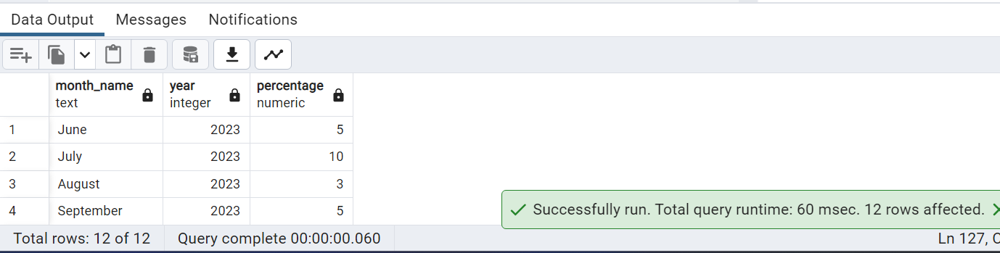 Data Output Messages Notifications
month_name year percentage
text integer numeric
1 June 2023 5
2 July 2023 10
3 August 2023 3
4 September 2023 5
Successfully run. Total query runtime: 60 msec. 12 rows affected.
Total rows: 12 of 12 Query complete 00:00:00.060 Ln 127, C